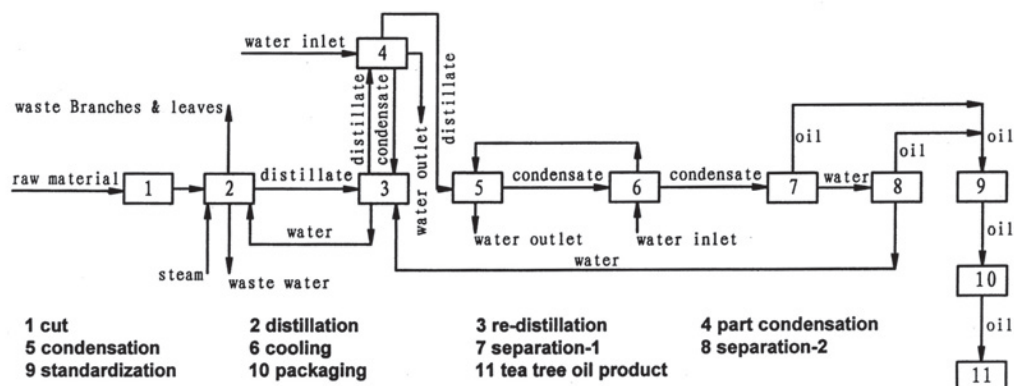 water inlet
4
distillate
condensate
water outlet
distillate
waste Branches & leaves
oil
oil
oil
raw material
1
2
distillate
3
5
condensate
6
condensate
7
water
8
9
water
water outlet
water inlet
oil
steam
waste water
water
10
1 cut
2 distillation
3 re-distillation
4 part condensation
oil
5 condensation
6 cooling
7 separation-1
8 separation-2
9 standardization
10 packaging
11 tea tree oil product
11